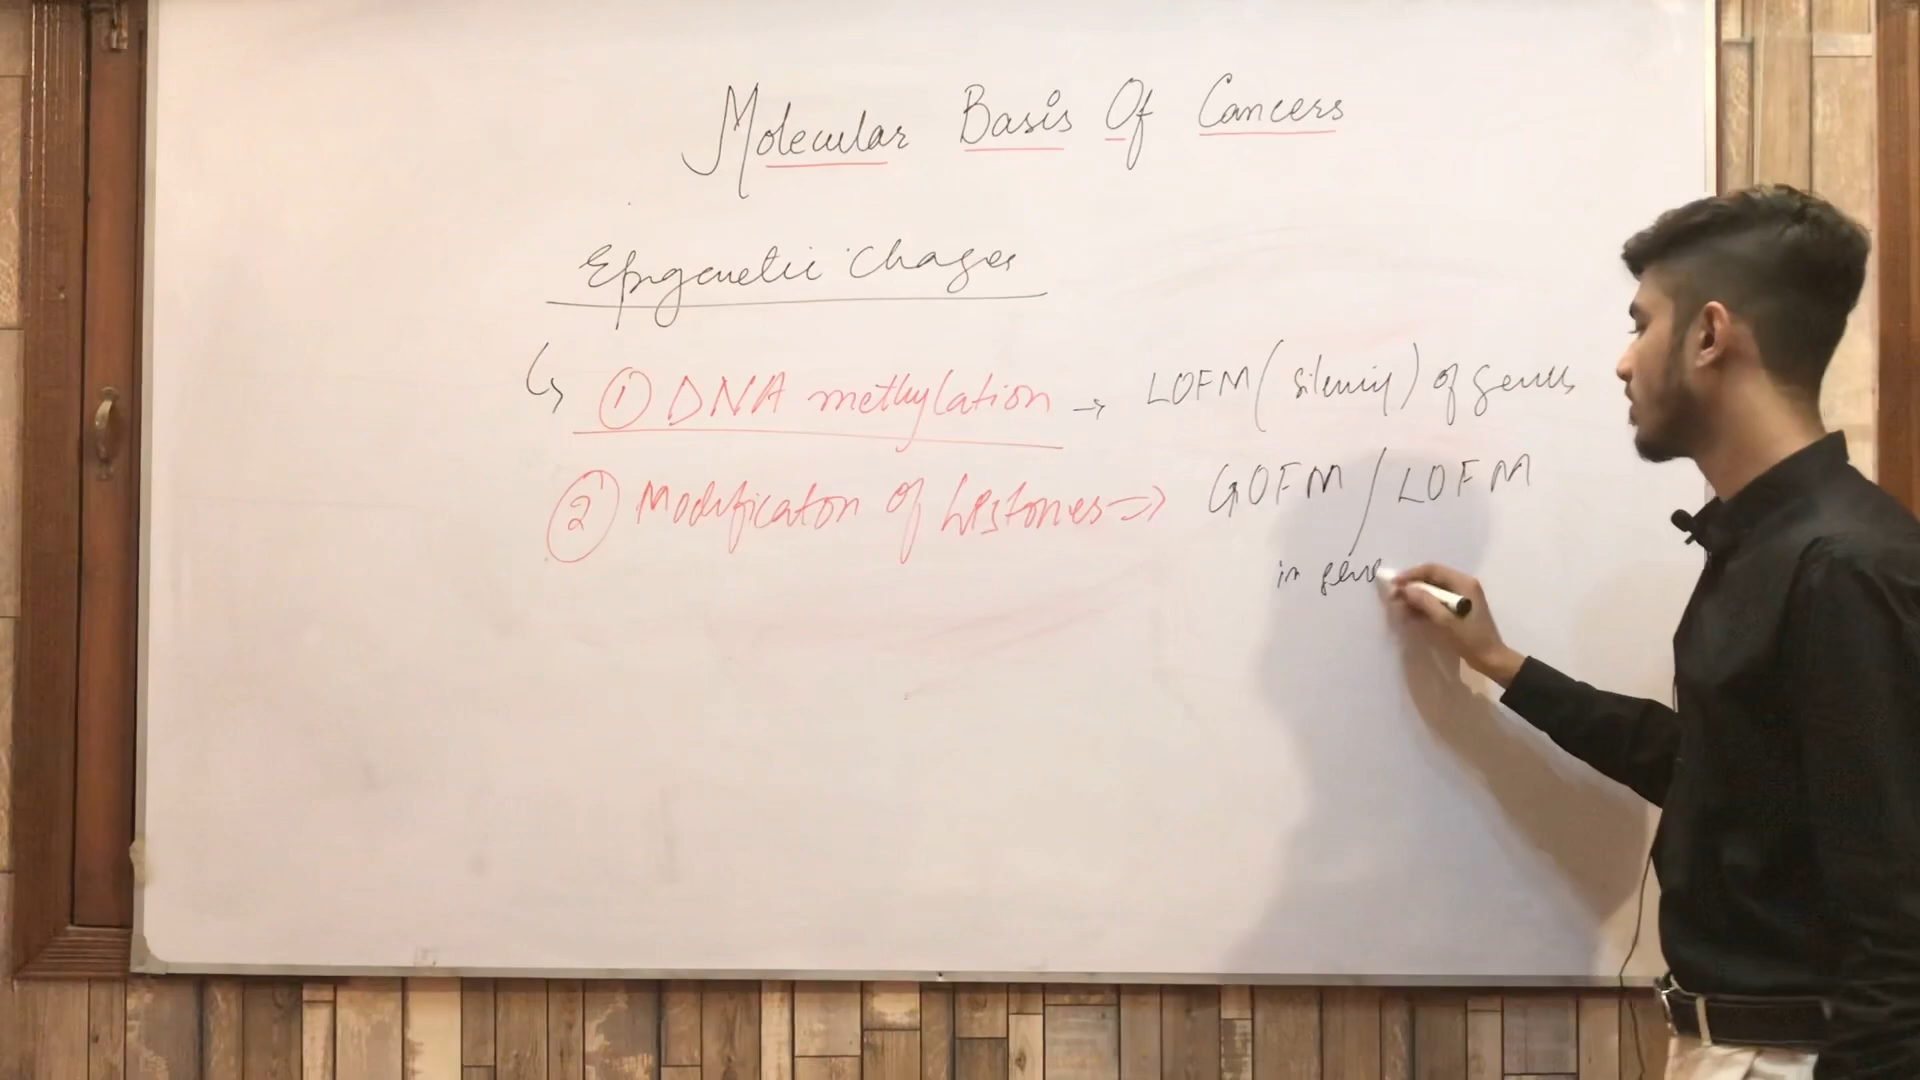 Molecular Basis Of Cancers
Epigenetic Chages
↳ ① DNA methylation → LOFM (silencing) of genes
② Modificaton of histones → GOFM / LOFM
in gene